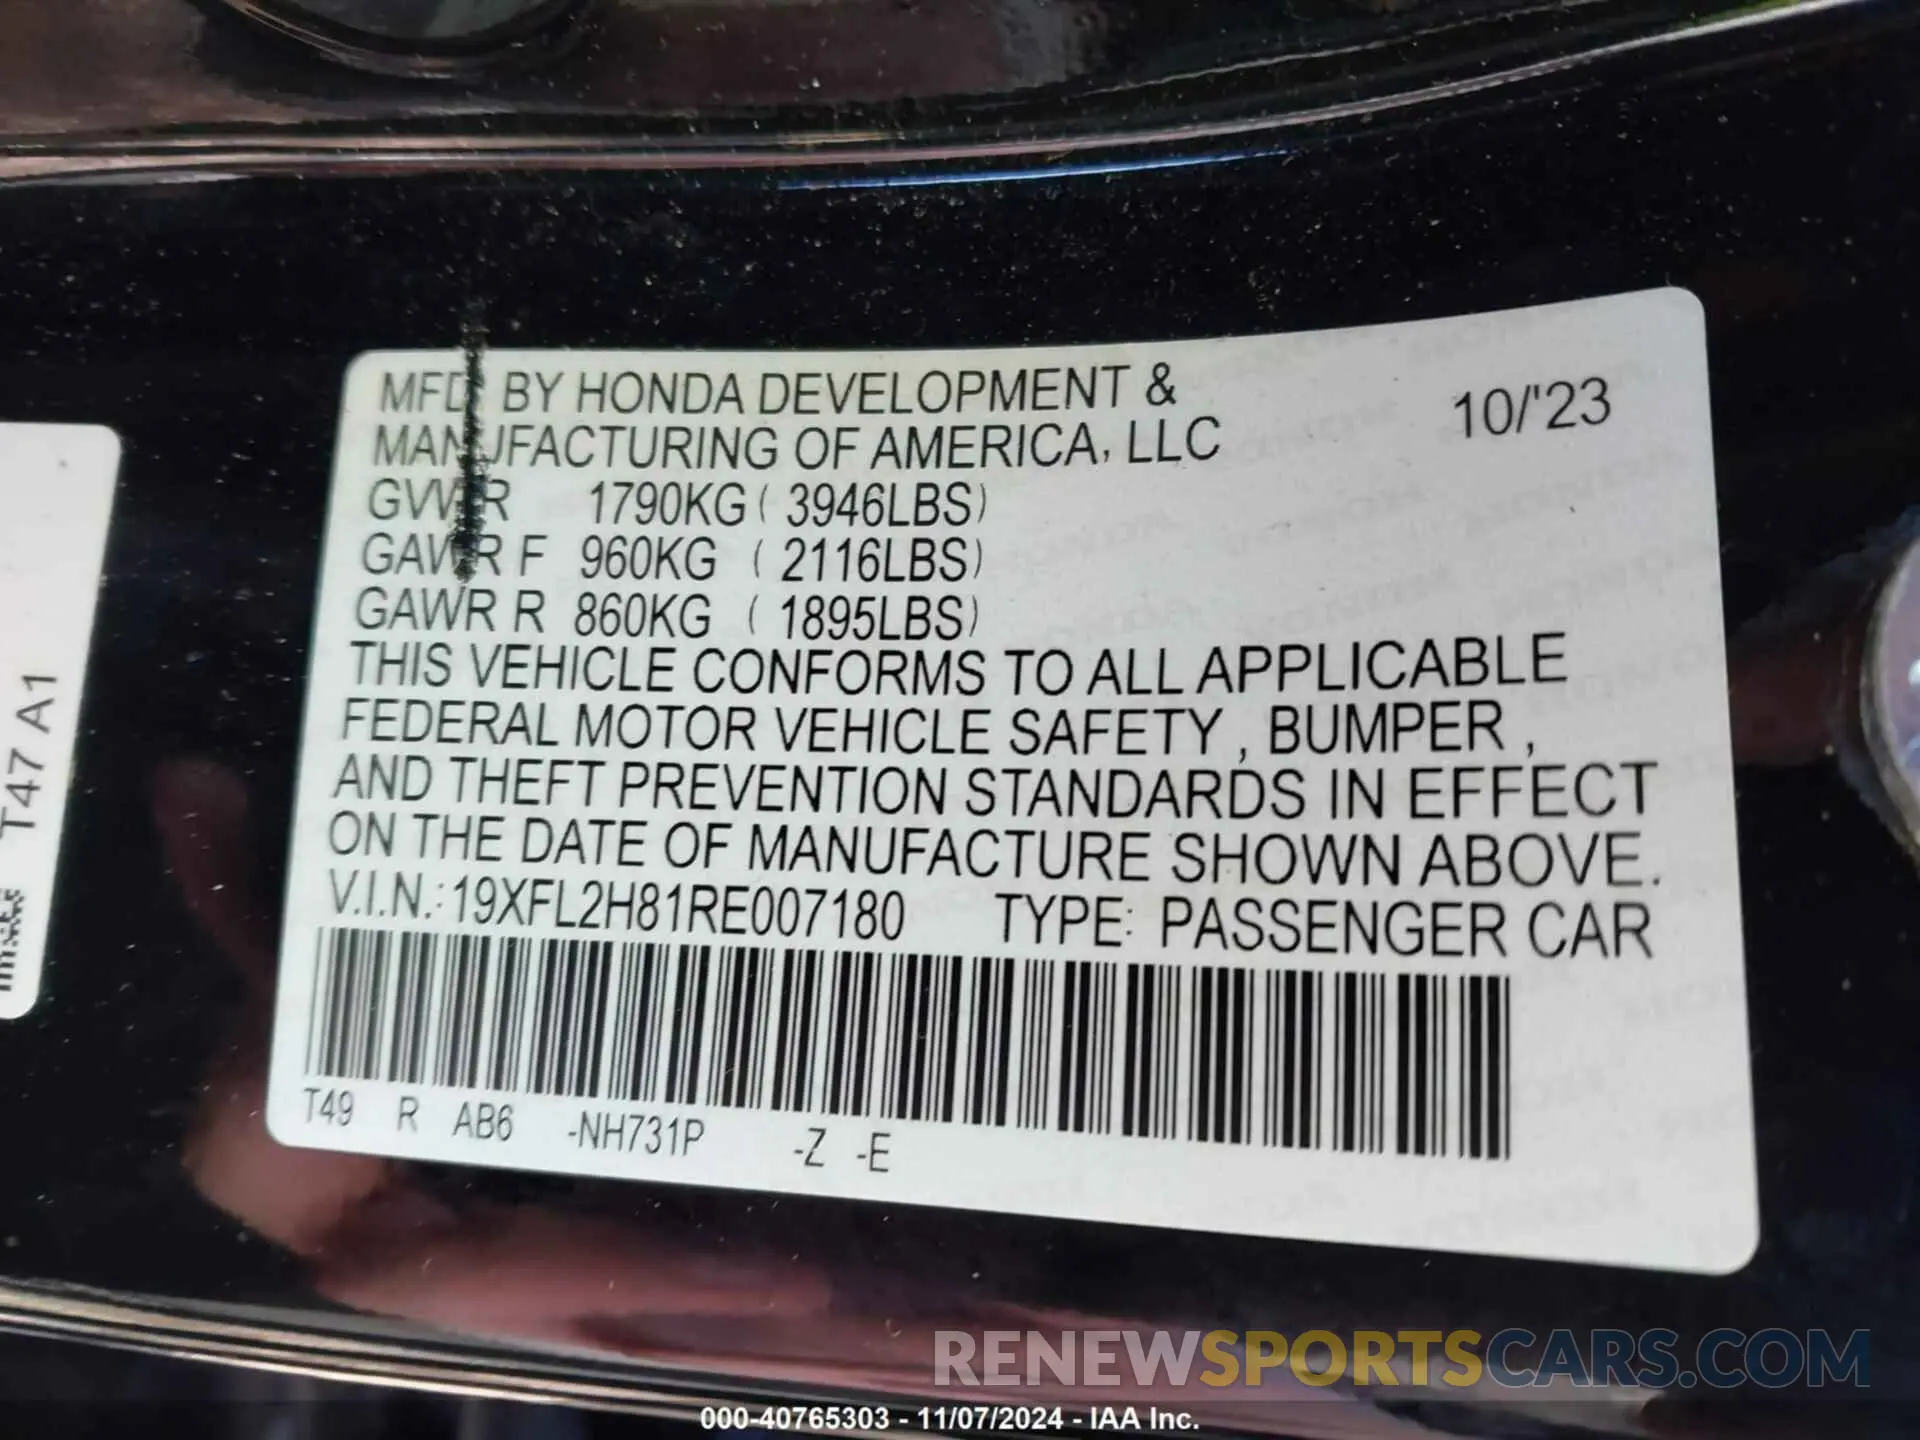 MFD BY HONDA DEVELOPMENT &
MANUFACTURING OF AMERICA, LLC
10/'23
GVWR 1790KG ( 3946LBS)
GAWR F 960KG ( 2116LBS)
GAWR R 860KG ( 1895LBS)
THIS VEHICLE CONFORMS TO ALL APPLICABLE
FEDERAL MOTOR VEHICLE SAFETY , BUMPER ,
AND THEFT PREVENTION STANDARDS IN EFFECT
ON THE DATE OF MANUFACTURE SHOWN ABOVE.
V.I.N.: 19XFL2H81RE007180 TYPE: PASSENGER CAR
T49 R AB6 -NH731P -Z -E
T47 A1
RENEWSPORTSCARS.COM
000-40765303 - 11/07/2024 - IAA Inc.